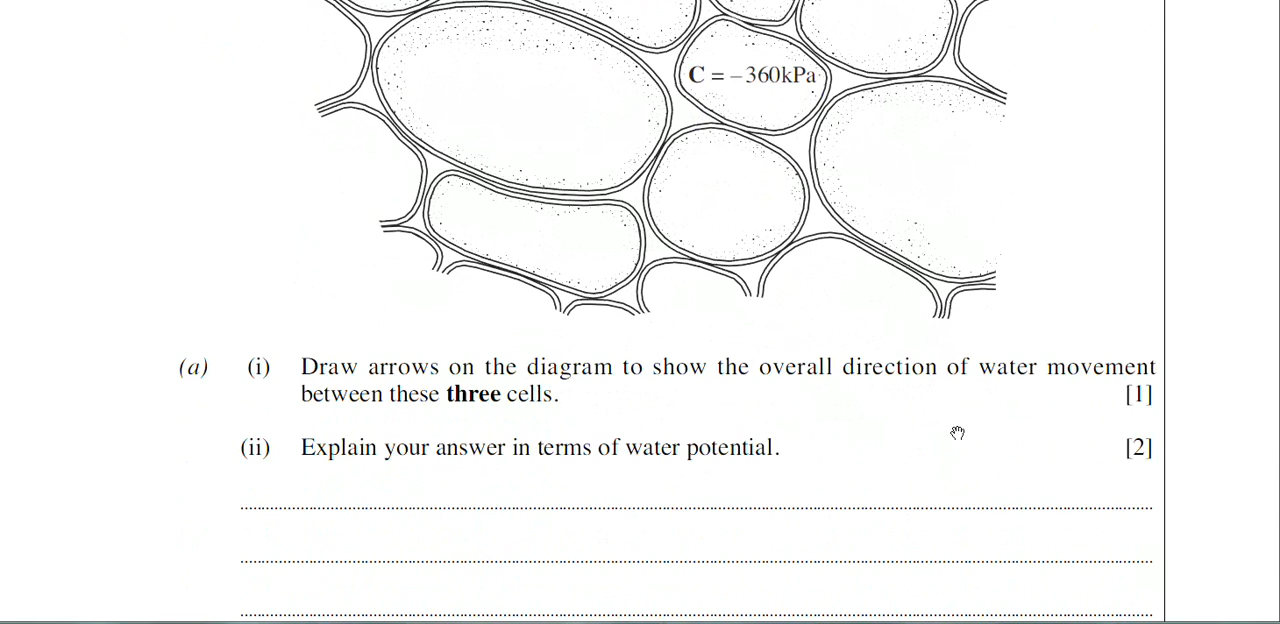 C = –360kPa
(a) (i) Draw arrows on the diagram to show the overall direction of water movement
between these three cells. [1]
(ii) Explain your answer in terms of water potential. [2]